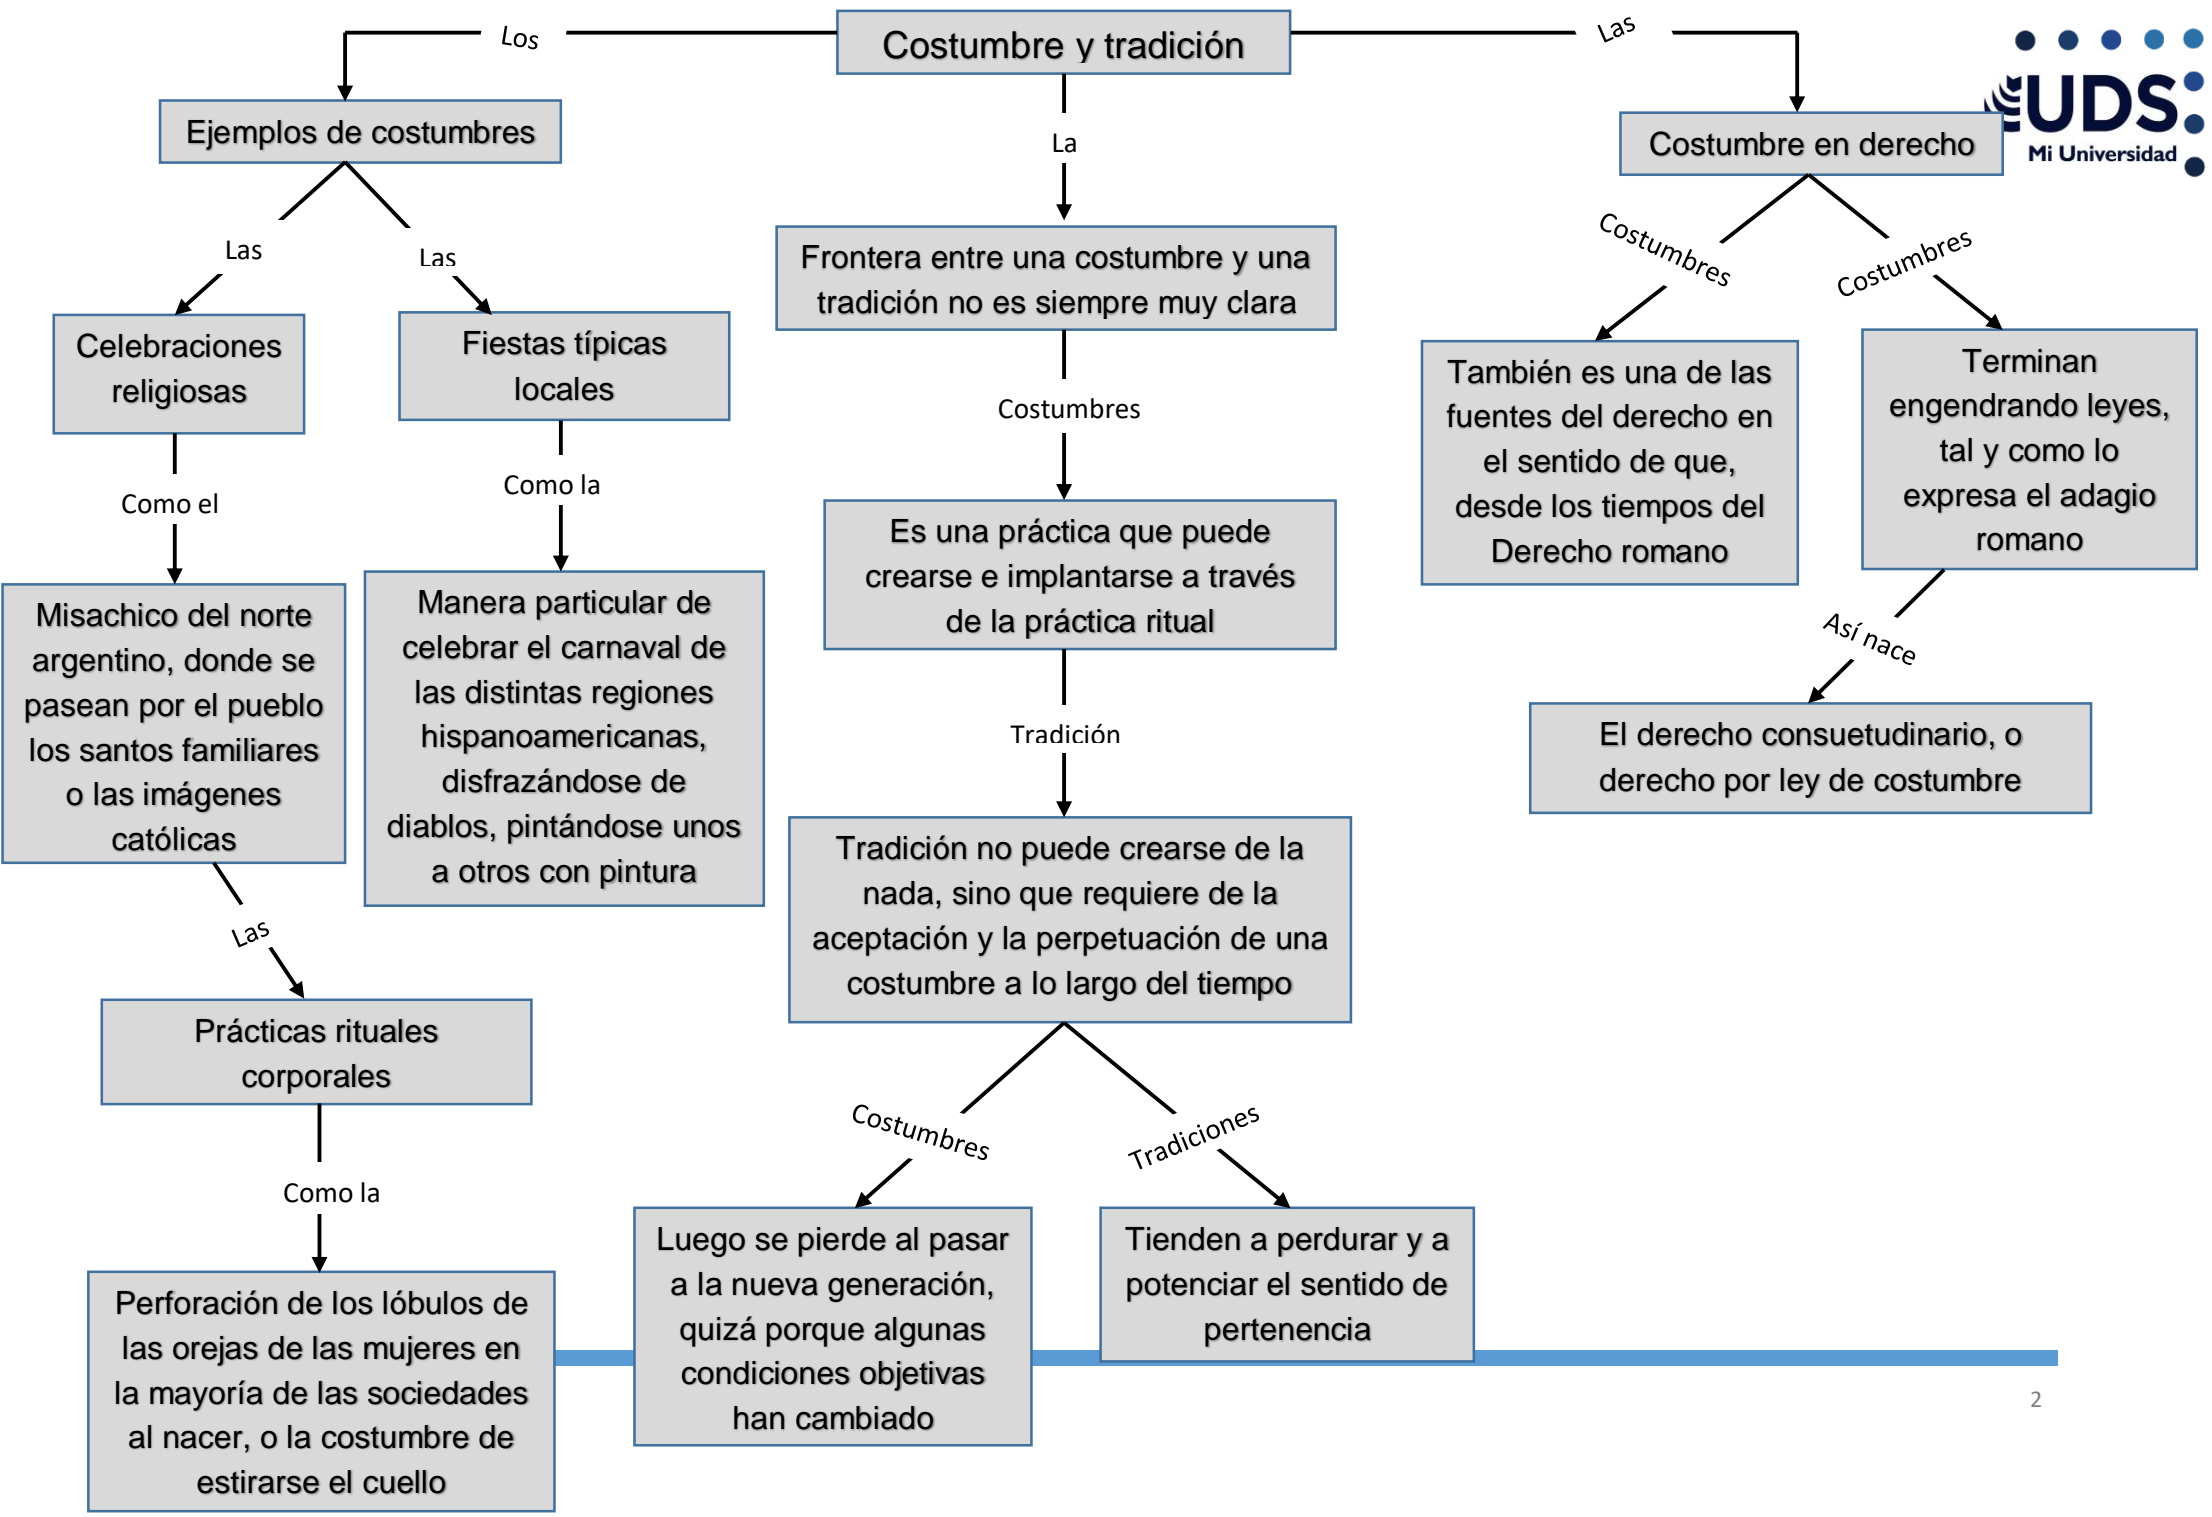 Costumbre y tradición
Los
Las
UDS
Mi Universidad
Ejemplos de costumbres
La
Costumbre en derecho
Las
Las
Costumbres
Costumbres
Celebraciones
religiosas
Fiestas típicas
locales
Frontera entre una costumbre y una
tradición no es siempre muy clara
También es una de las
fuentes del derecho en
el sentido de que,
desde los tiempos del
Derecho romano
Terminan
engendrando leyes,
tal y como lo
expresa el adagio
romano
Como el
Como la
Costumbres
Misachico del norte
argentino, donde se
pasean por el pueblo
los santos familiares
o las imágenes
católicas
Manera particular de
celebrar el carnaval de
las distintas regiones
hispanoamericanas,
disfrazándose de
diablos, pintándose unos
a otros con pintura
Es una práctica que puede
crearse e implantarse a través
de la práctica ritual
Así nace
El derecho consuetudinario, o
derecho por ley de costumbre
Tradición
Tradición no puede crearse de la
nada, sino que requiere de la
aceptación y la perpetuación de una
costumbre a lo largo del tiempo
Las
Prácticas rituales
corporales
Costumbres
Tradiciones
Como la
Perforación de los lóbulos de
las orejas de las mujeres en
la mayoría de las sociedades
al nacer, o la costumbre de
estirarse el cuello
Luego se pierde al pasar
a la nueva generación,
quizá porque algunas
condiciones objetivas
han cambiado
Tienden a perdurar y a
potenciar el sentido de
pertenencia
2